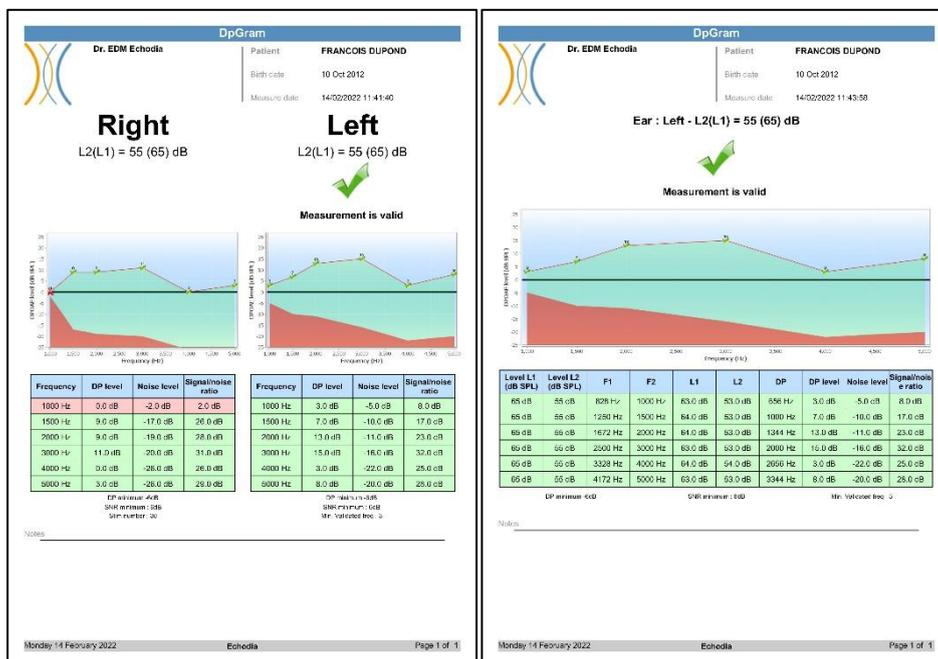 DpGram
Dr. EDM Echodia
Patient FRANCOIS DUPOND
Birth date 10 Oct 2012
Measure date 14/02/2022 11:41:40
Right Left
L2(L1) = 55 (65) dB L2(L1) = 55 (65) dB
Measurement is valid
DPOAE level (dB SPL) DPOAE level (dB SPL)
Frequency (Hz) Frequency (Hz)
Frequency DP level Noise level Signal/noise ratio
1000 Hz 0.0 dB -2.0 dB 2.0 dB
1500 Hz 9.0 dB -17.0 dB 26.0 dB
2000 Hz 9.0 dB -19.0 dB 28.0 dB
3000 Hz 11.0 dB -20.0 dB 31.0 dB
4000 Hz 0.0 dB -26.0 dB 26.0 dB
5000 Hz 3.0 dB -26.0 dB 29.0 dB
SNR minimum : 6dB
Frequency DP level Noise level Signal/noise ratio
1000 Hz 3.0 dB -5.0 dB 8.0 dB
1500 Hz 7.0 dB -10.0 dB 17.0 dB
2000 Hz 13.0 dB -11.0 dB 23.0 dB
3000 Hz 15.0 dB -16.0 dB 32.0 dB
4000 Hz 3.0 dB -22.0 dB 25.0 dB
5000 Hz 8.0 dB -20.0 dB 28.0 dB
SNR minimum : 6dB
Notes
Monday 14 February 2022 Echodia Page 1 of 1
DpGram
Dr. EDM Echodia
Patient FRANCOIS DUPOND
Birth date 10 Oct 2012
Measure date 14/02/2022 11:43:58
Ear : Left - L2(L1) = 55 (65) dB
Measurement is valid
DPOAE level (dB SPL)
Frequency (Hz)
Level L1 (dB SPL) Level L2 (dB SPL) F1 F2 L1 L2 DP DP level Noise level Signal/noise ratio
65 dB 55 dB 828 Hz 1000 Hz 63.0 dB 53.0 dB 656 Hz 3.0 dB -5.0 dB 8.0 dB
65 dB 55 dB 1250 Hz 1500 Hz 64.0 dB 53.0 dB 1000 Hz 7.0 dB -10.0 dB 17.0 dB
65 dB 55 dB 1672 Hz 2000 Hz 64.0 dB 53.0 dB 1344 Hz 13.0 dB -11.0 dB 23.0 dB
65 dB 55 dB 2500 Hz 3000 Hz 63.0 dB 53.0 dB 2000 Hz 15.0 dB -16.0 dB 32.0 dB
65 dB 55 dB 3328 Hz 4000 Hz 64.0 dB 54.0 dB 2656 Hz 3.0 dB -22.0 dB 25.0 dB
65 dB 55 dB 4172 Hz 5000 Hz 63.0 dB 53.0 dB 3344 Hz 8.0 dB -20.0 dB 28.0 dB
Notes
Monday 14 February 2022 Echodia Page 1 of 1